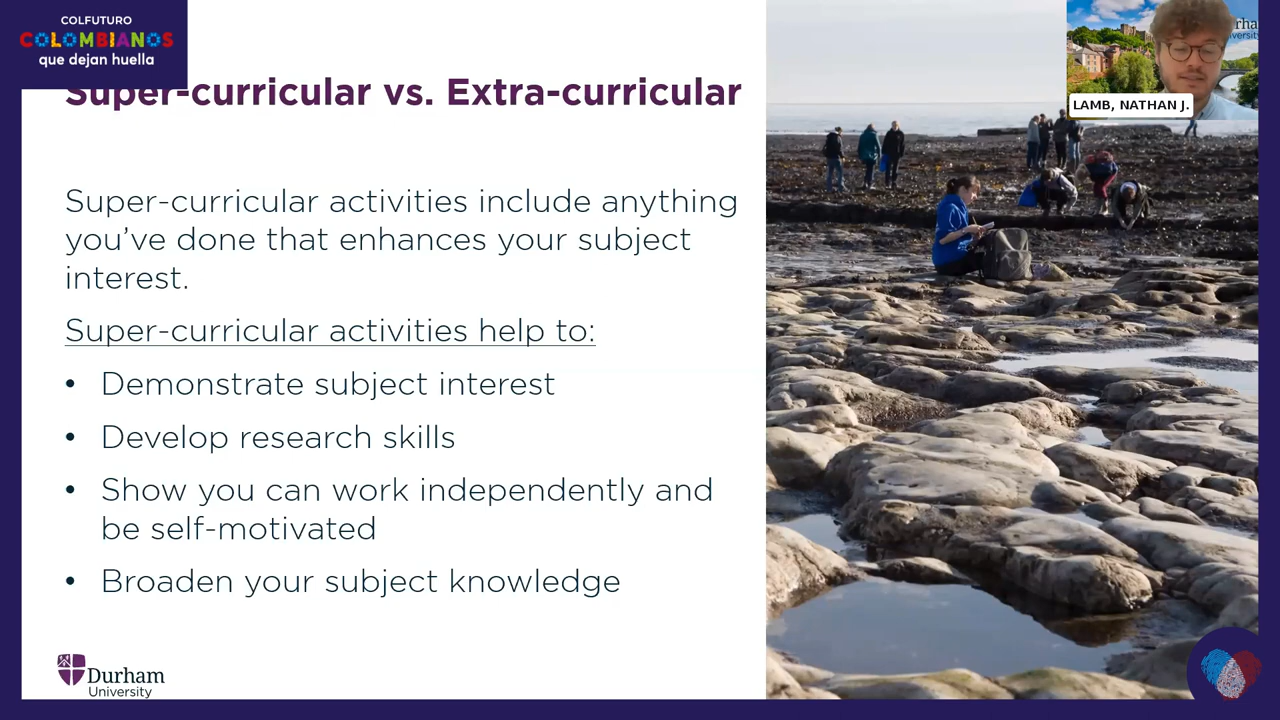 COLFUTURO
COLOMBIANOS
que dejan huella
Super-curricular vs. Extra-curricular
LAMB, NATHAN J.
Super-curricular activities include anything
you’ve done that enhances your subject
interest.
Super-curricular activities help to:
• Demonstrate subject interest
• Develop research skills
• Show you can work independently and
be self-motivated
• Broaden your subject knowledge
Durham
University